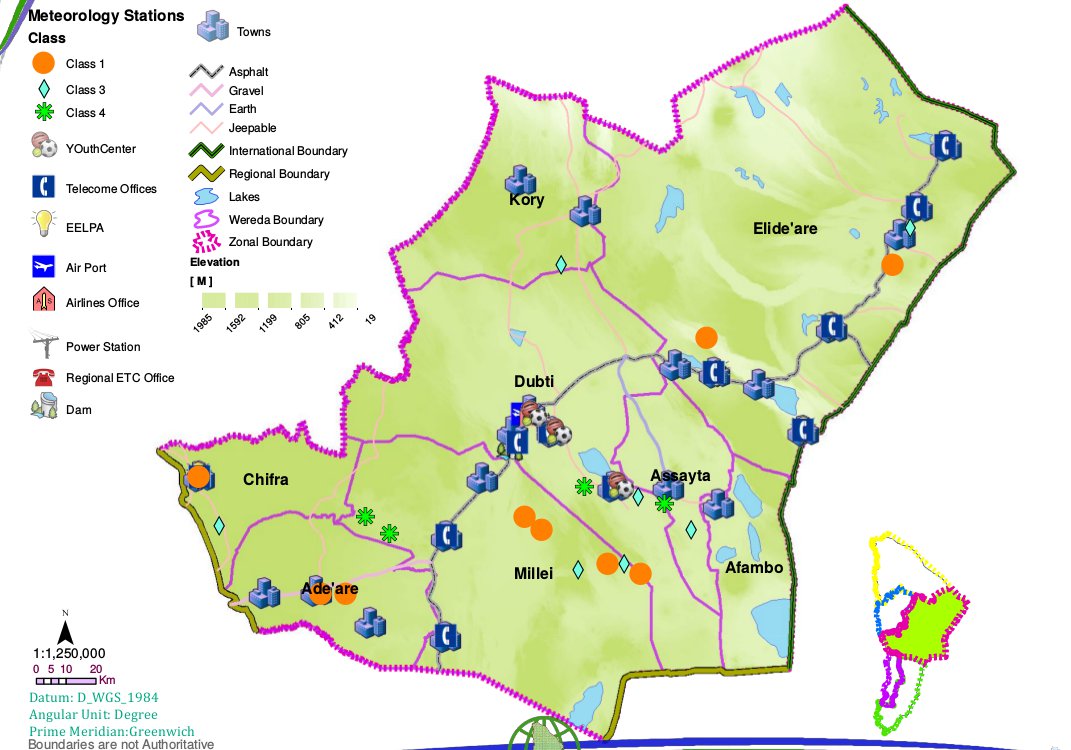 Meteorology Stations
Class
Class 1
Class 3
Class 4
YOuthCenter
Telecome Offices
EELPA
Air Port
Airlines Office
Power Station
Regional ETC Office
Dam
Towns
Asphalt
Gravel
Earth
Jeepable
International Boundary
Regional Boundary
Lakes
Wereda Boundary
Zonal Boundary
Elevation
[ M ]
1985 1592 1199 805 412 19
Kory
Elide'are
Dubti
Chifra
Assayta
Millei
Afambo
Ade'are
N
1:1,250,000
0 5 10 20
Km
Datum: D_WGS_1984
Angular Unit: Degree
Prime Meridian:Greenwich
Boundaries are not Authoritative